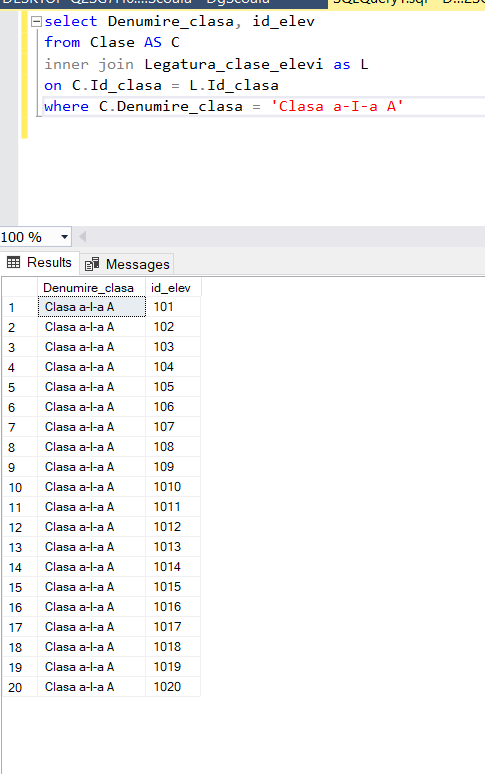 select Denumire_clasa, id_elev
from Clase AS C
inner join Legatura_clase_elevi as L
on C.Id_clasa = L.Id_clasa
where C.Denumire_clasa = 'Clasa a-I-a A'
100 %
Results Messages
Denumire_clasa id_elev
1 Clasa a-I-a A 101
2 Clasa a-I-a A 102
3 Clasa a-I-a A 103
4 Clasa a-I-a A 104
5 Clasa a-I-a A 105
6 Clasa a-I-a A 106
7 Clasa a-I-a A 107
8 Clasa a-I-a A 108
9 Clasa a-I-a A 109
10 Clasa a-I-a A 1010
11 Clasa a-I-a A 1011
12 Clasa a-I-a A 1012
13 Clasa a-I-a A 1013
14 Clasa a-I-a A 1014
15 Clasa a-I-a A 1015
16 Clasa a-I-a A 1016
17 Clasa a-I-a A 1017
18 Clasa a-I-a A 1018
19 Clasa a-I-a A 1019
20 Clasa a-I-a A 1020